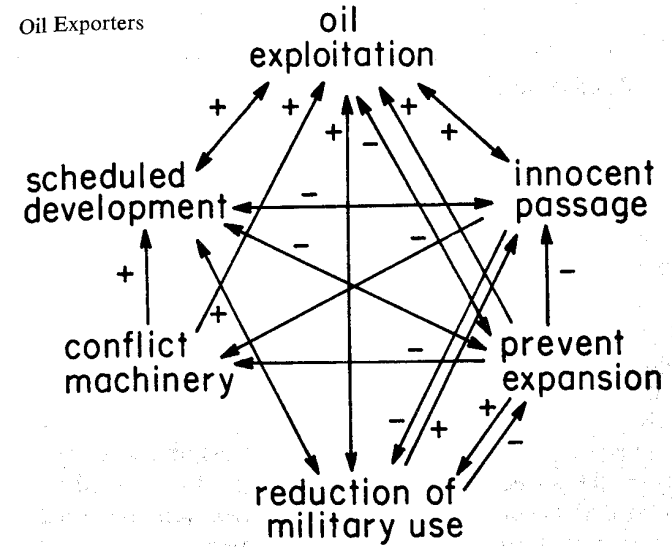 Oil Exporters
oil
exploitation
+ + + + + -
scheduled
development
innocent
passage
-
- -
+ -
+
conflict
machinery
-
prevent
expansion
- + + -
reduction of
military use